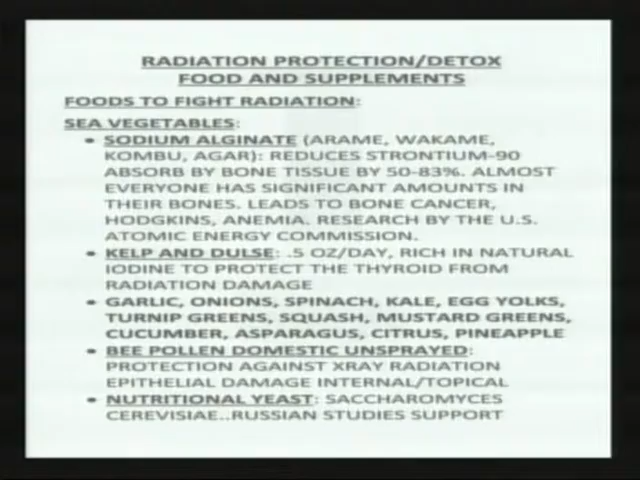 RADIATION PROTECTION/DETOX
FOOD AND SUPPLEMENTS
FOODS TO FIGHT RADIATION:
SEA VEGETABLES:
• SODIUM ALGINATE (ARAME, WAKAME,
KOMBU, AGAR): REDUCES STRONTIUM-90
ABSORB BY BONE TISSUE BY 50-83%. ALMOST
EVERYONE HAS SIGNIFICANT AMOUNTS IN
THEIR BONES. LEADS TO BONE CANCER,
HODGKINS, ANEMIA. RESEARCH BY THE U.S.
ATOMIC ENERGY COMMISSION.
• KELP AND DULSE: .5 OZ/DAY, RICH IN NATURAL
IODINE TO PROTECT THE THYROID FROM
RADIATION DAMAGE
• GARLIC, ONIONS, SPINACH, KALE, EGG YOLKS,
TURNIP GREENS, SQUASH, MUSTARD GREENS,
CUCUMBER, ASPARAGUS, CITRUS, PINEAPPLE
• BEE POLLEN DOMESTIC UNSPRAYED:
PROTECTION AGAINST XRAY RADIATION
EPITHELIAL DAMAGE INTERNAL/TOPICAL
• NUTRITIONAL YEAST: SACCHAROMYCES
CEREVISIAE..RUSSIAN STUDIES SUPPORT